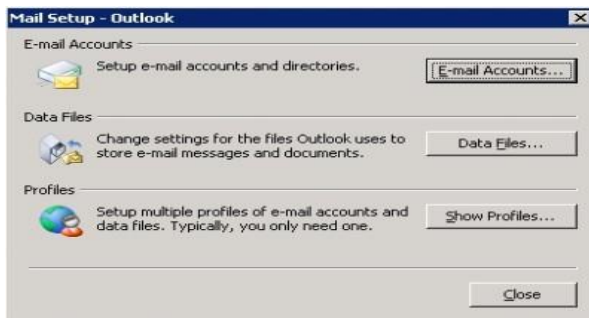 Mail Setup - Outlook
E-mail Accounts
Setup e-mail accounts and directories.
E-mail Accounts...
Data Files
Change settings for the files Outlook uses to
store e-mail messages and documents.
Data Files...
Profiles
Setup multiple profiles of e-mail accounts and
data files. Typically, you only need one.
Show Profiles...
Close